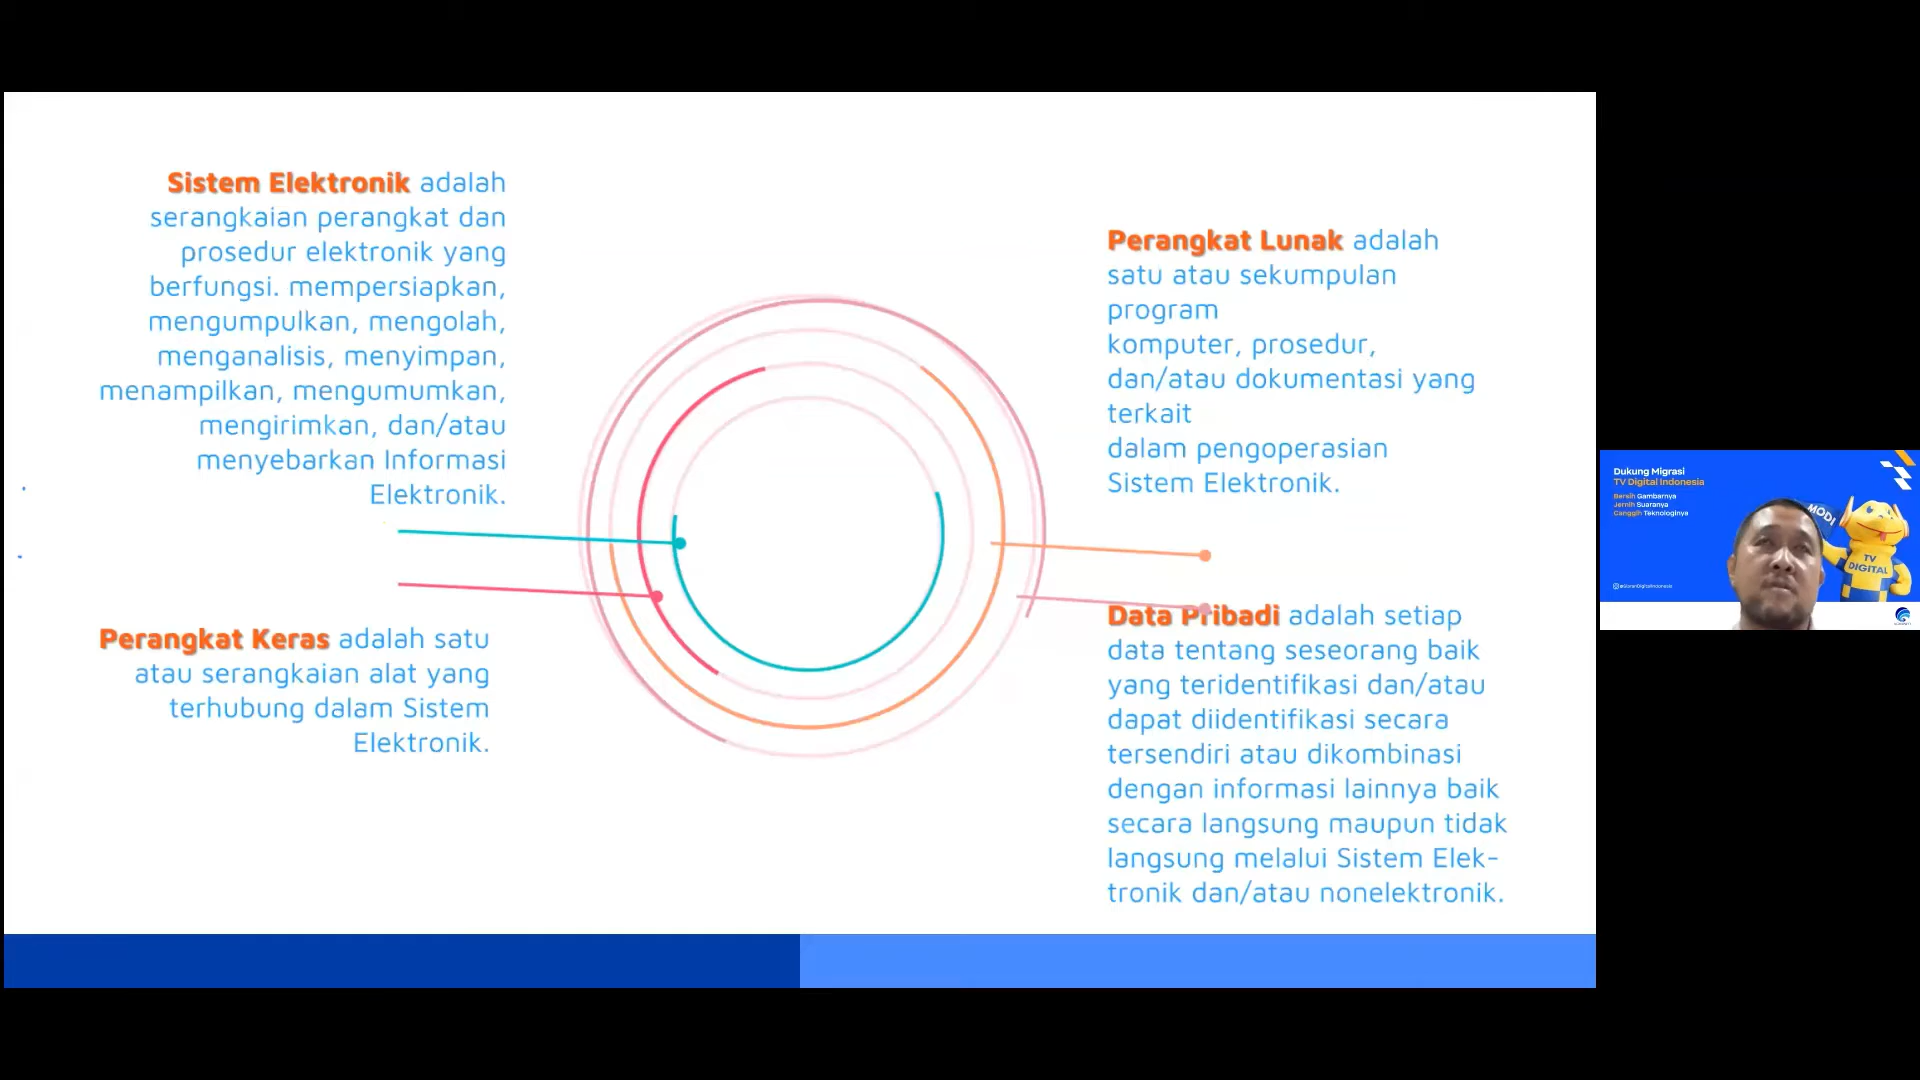 Sistem Elektronik adalah
serangkaian perangkat dan
prosedur elektronik yang
berfungsi. mempersiapkan,
mengumpulkan, mengolah,
menganalisis, menyimpan,
menampilkan, mengumumkan,
mengirimkan, dan/atau
menyebarkan Informasi
Elektronik.
Perangkat Keras adalah satu
atau serangkaian alat yang
terhubung dalam Sistem
Elektronik.
Perangkat Lunak adalah
satu atau sekumpulan
program
komputer, prosedur,
dan/atau dokumentasi yang
terkait
dalam pengoperasian
Sistem Elektronik.
Data Pribadi adalah setiap
data tentang seseorang baik
yang teridentifikasi dan/atau
dapat diidentifikasi secara
tersendiri atau dikombinasi
dengan informasi lainnya baik
secara langsung maupun tidak
langsung melalui Sistem Elek-
tronik dan/atau nonelektronik.
Dukung Migrasi
TV Digital Indonesia
Bersih Gambarnya
Jernih Suaranya
Canggih Teknologinya
MODI
TV
DIGITAL